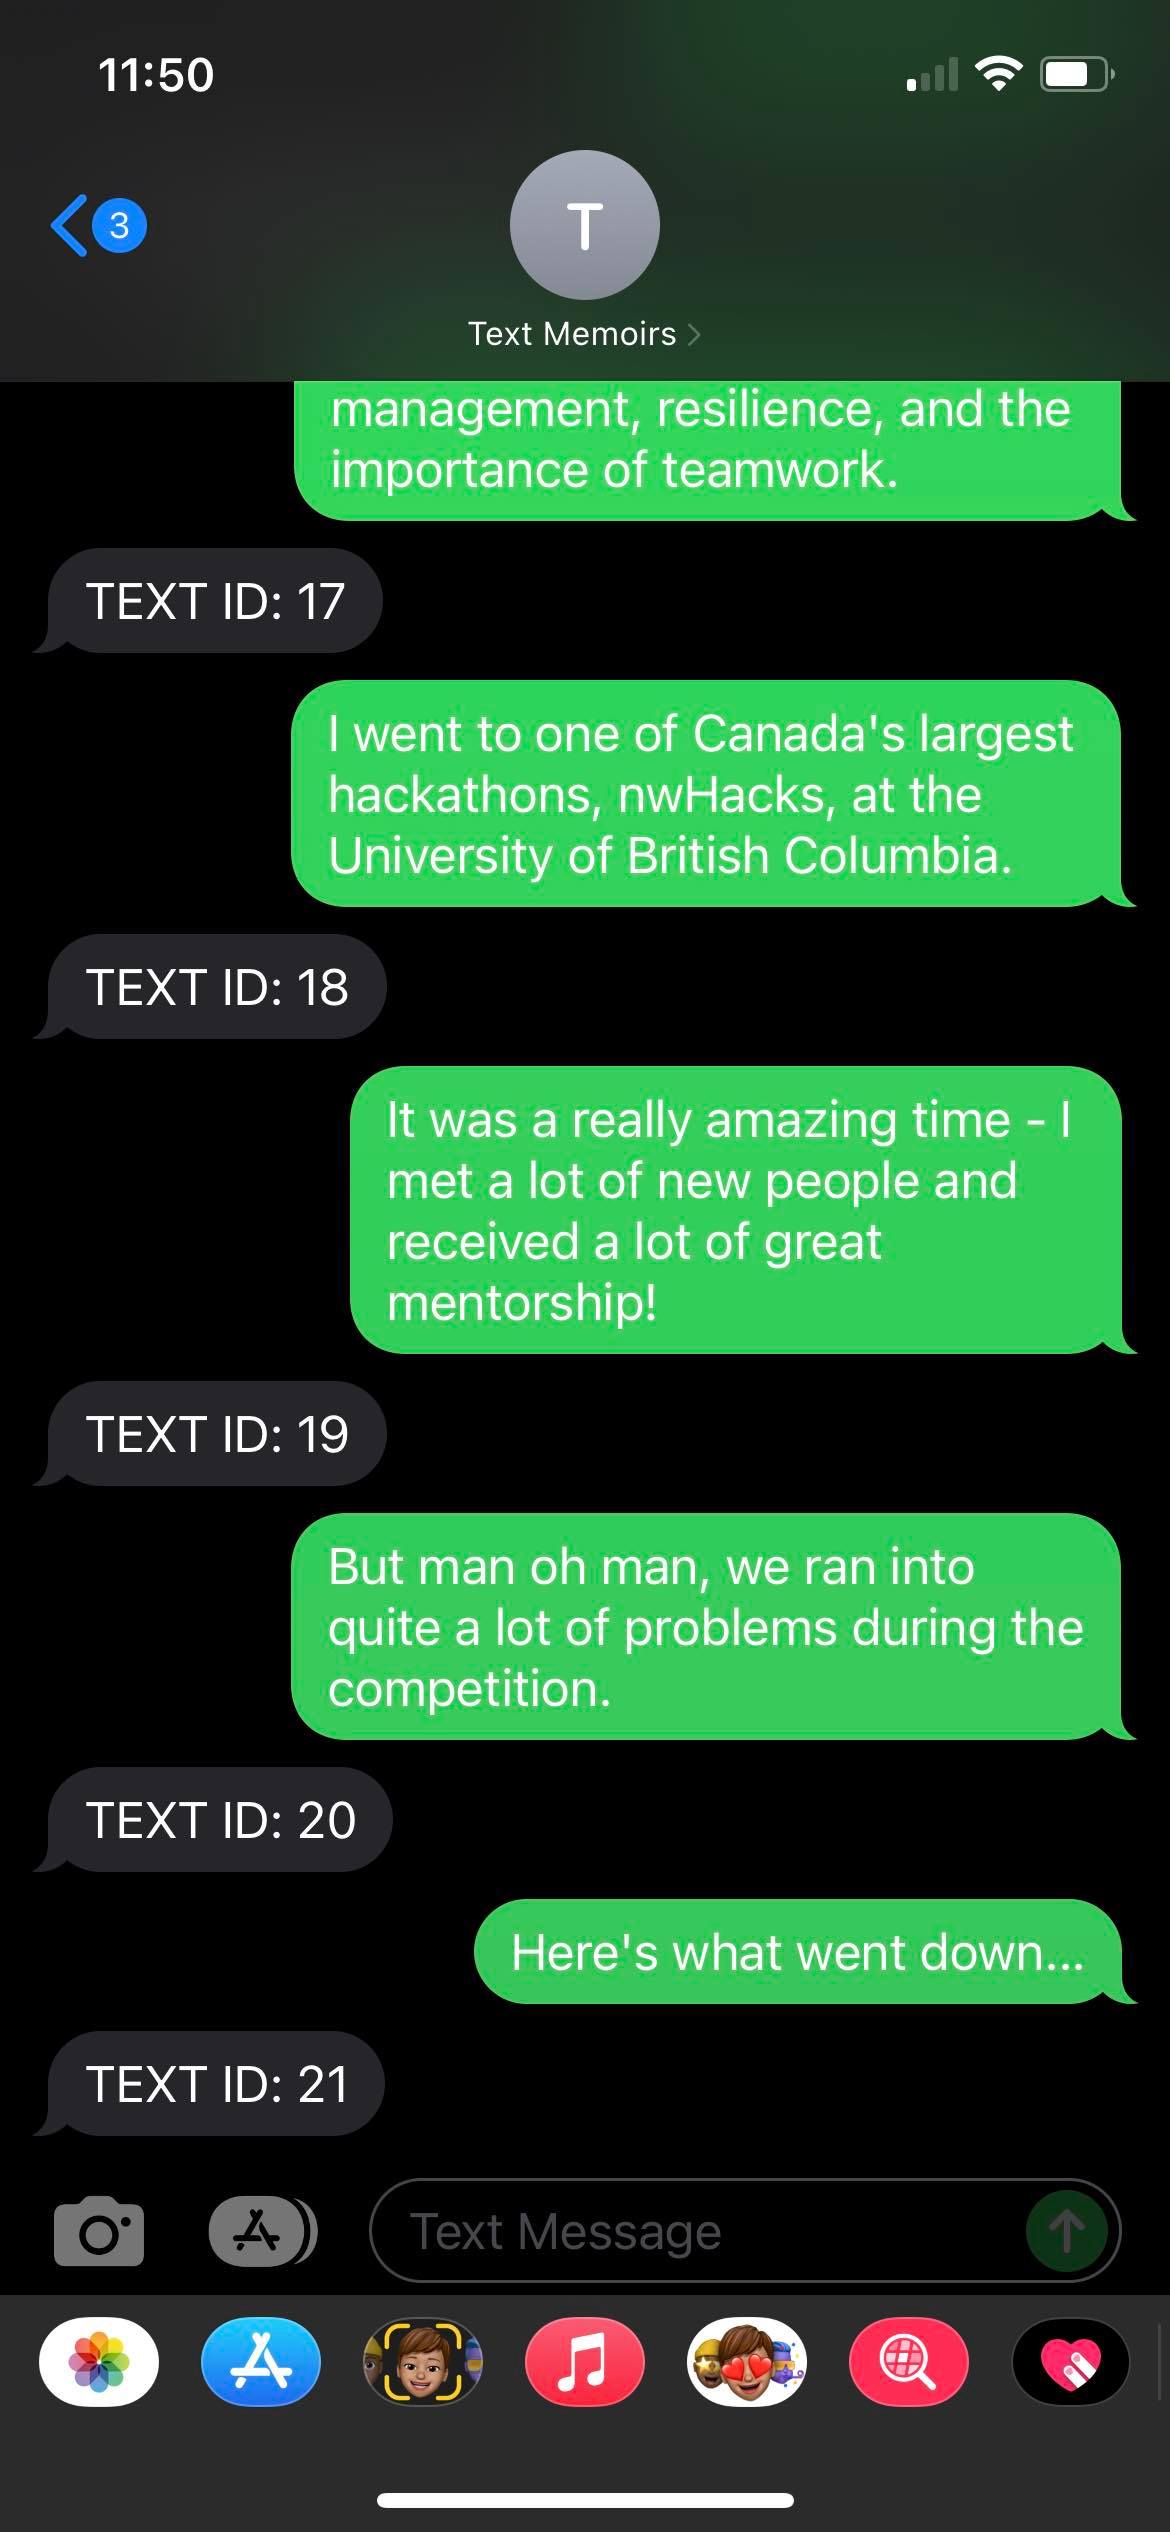 11:50
3
T
Text Memoirs
management, resilience, and the
importance of teamwork.
TEXT ID: 17
I went to one of Canada's largest
hackathons, nwHacks, at the
University of British Columbia.
TEXT ID: 18
It was a really amazing time - I
met a lot of new people and
received a lot of great
mentorship!
TEXT ID: 19
But man oh man, we ran into
quite a lot of problems during the
competition.
TEXT ID: 20
Here's what went down...
TEXT ID: 21
Text Message